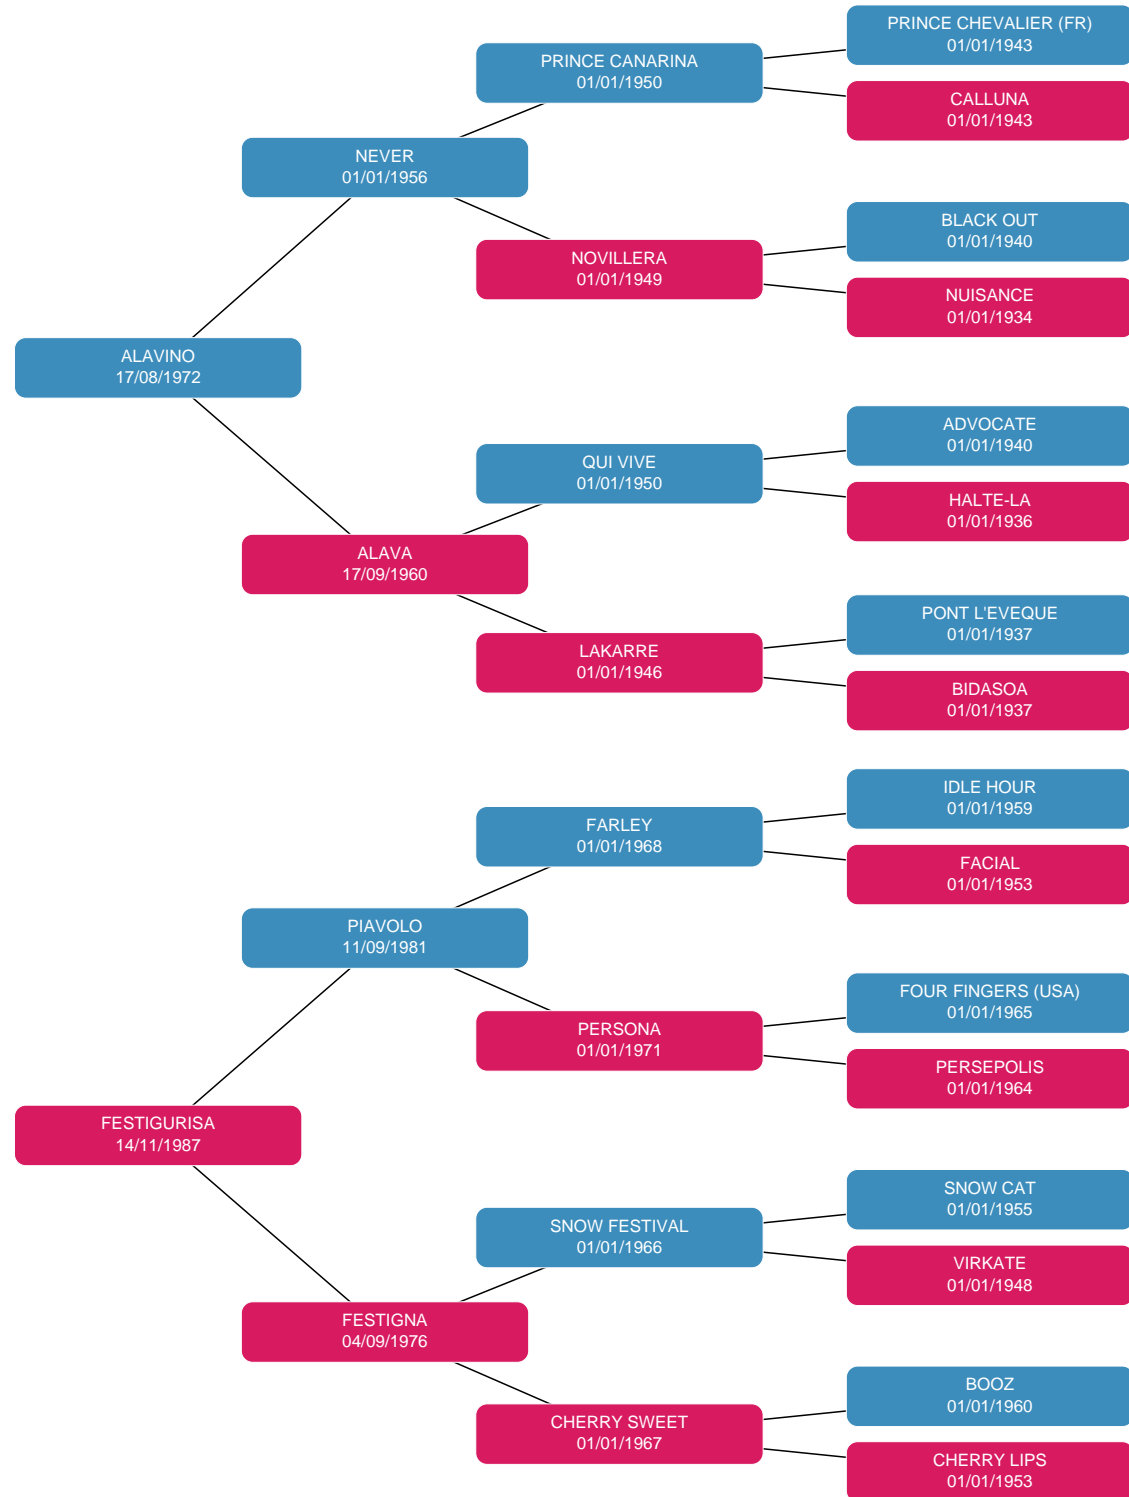 PRINCE CHEVALIER (FR)
01/01/1943
PRINCE CANARINA
01/01/1950
CALLUNA
01/01/1943
NEVER
01/01/1956
BLACK OUT
01/01/1940
NOVILLERA
01/01/1949
NUISANCE
01/01/1934
ALAVINO
17/08/1972
ADVOCATE
01/01/1940
QUI VIVE
01/01/1950
HALTE-LA
01/01/1936
ALAVA
17/09/1960
PONT L'EVEQUE
01/01/1937
LAKARRE
01/01/1946
BIDASOA
01/01/1937
IDLE HOUR
01/01/1959
FARLEY
01/01/1968
FACIAL
01/01/1953
PIAVOLO
11/09/1981
FOUR FINGERS (USA)
01/01/1965
PERSONA
01/01/1971
PERSEPOLIS
01/01/1964
FESTIGURISA
14/11/1987
SNOW CAT
01/01/1955
SNOW FESTIVAL
01/01/1966
VIRKATE
01/01/1948
FESTIGNA
04/09/1976
BOOZ
01/01/1960
CHERRY SWEET
01/01/1967
CHERRY LIPS
01/01/1953